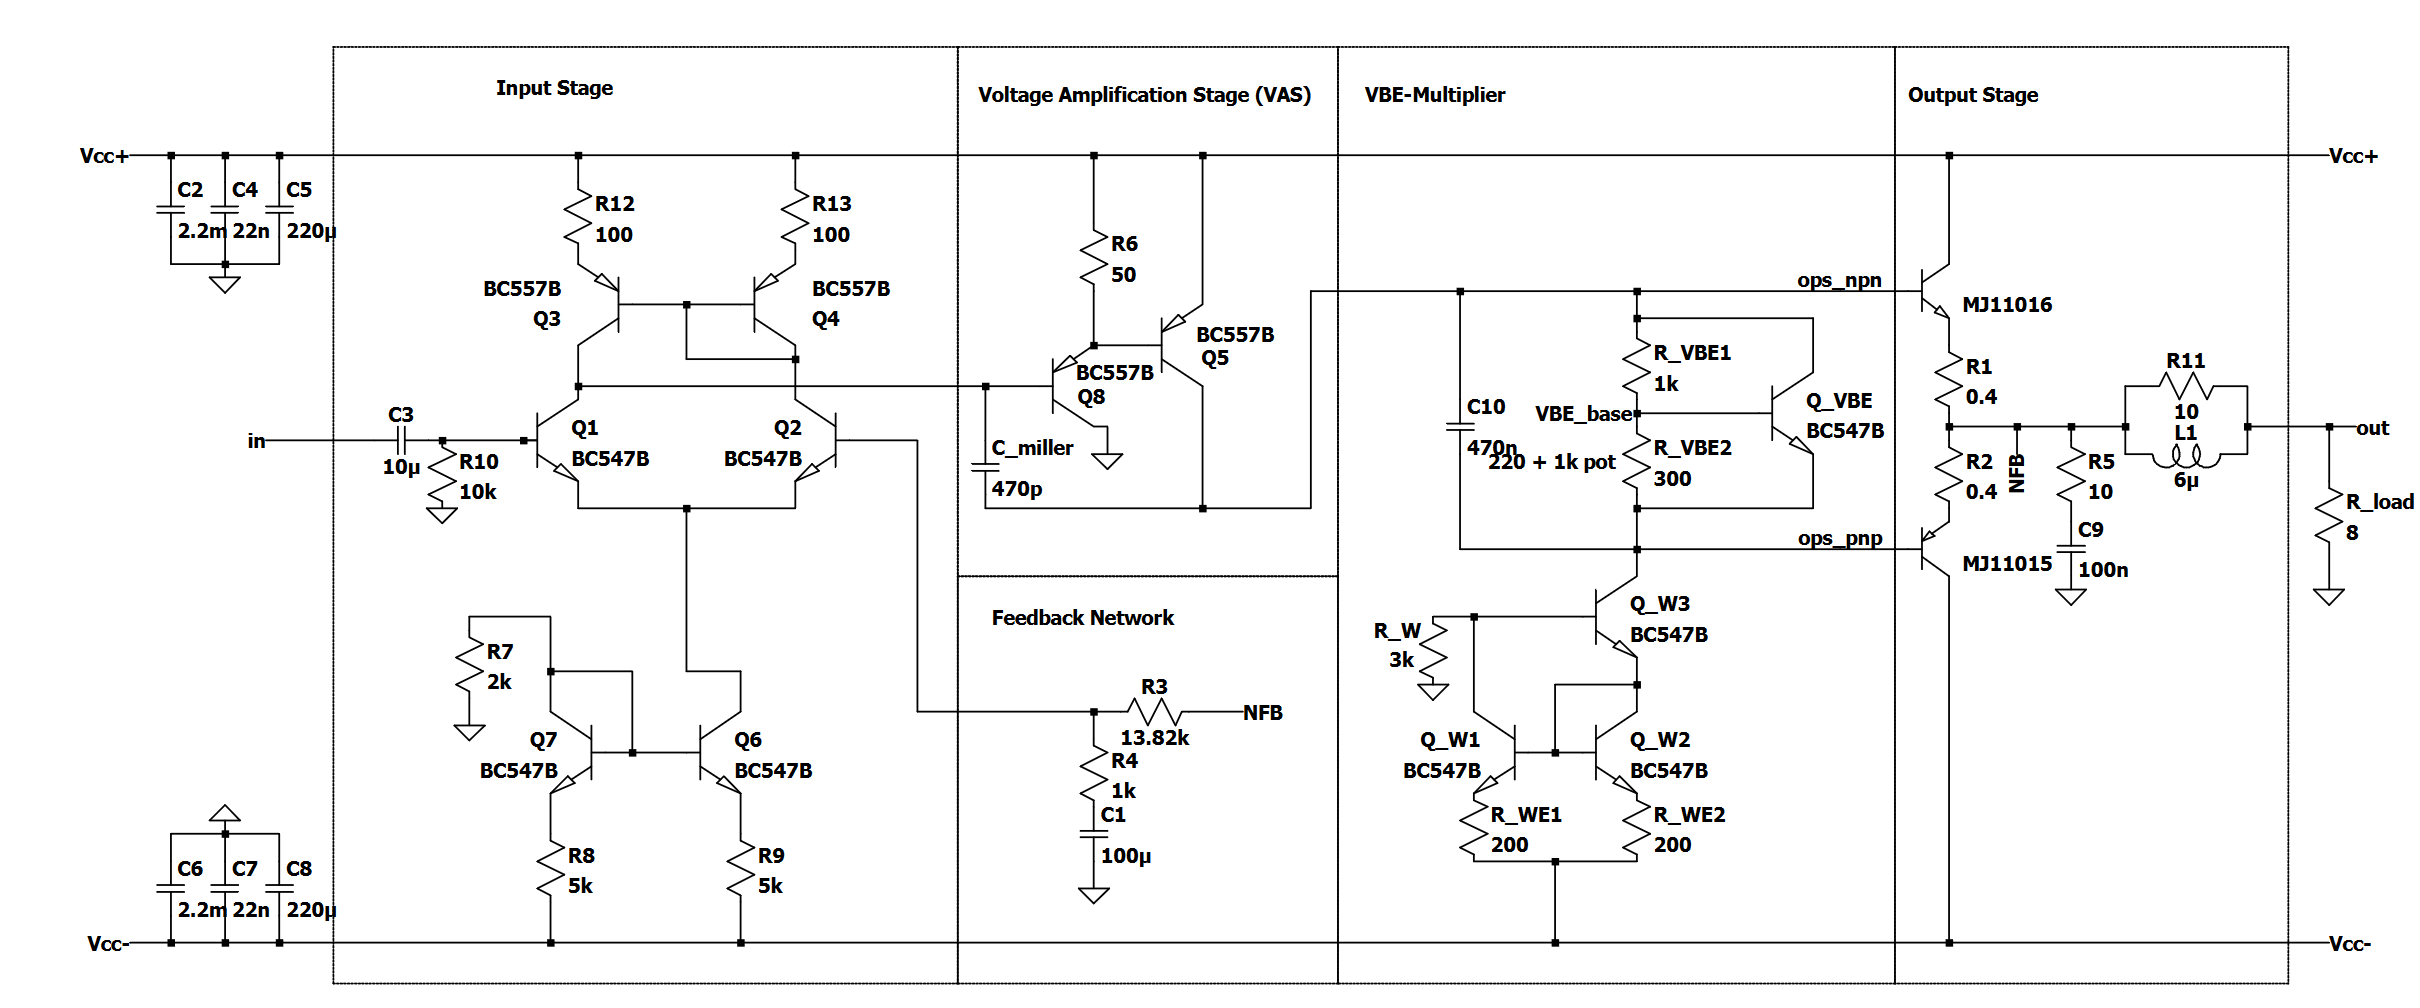 Input Stage
Voltage Amplification Stage (VAS)
VBE-Multiplier
Output Stage
Vcc+
Vcc+
C2
2.2m
C4
22n
C5
220µ
R12
100
R13
100
BC557B
Q3
BC557B
Q4
R6
50
BC557B
Q5
BC557B
Q8
C_miller
470p
in
C3
10µ
R10
10k
Q1
BC547B
Q2
BC547B
ops_npn
R_VBE1
1k
C10
470n
VBE_base
R_VBE2
300
220 + 1k pot
Q_VBE
BC547B
ops_pnp
MJ11016
R1
0.4
R2
0.4
NFB
MJ11015
R5
10
C9
100n
R11
10
L1
6µ
out
R_load
8
Feedback Network
R3
13.82k
NFB
R4
1k
C1
100µ
R7
2k
Q7
BC547B
Q6
BC547B
R8
5k
R9
5k
R_W
3k
Q_W3
BC547B
Q_W1
BC547B
Q_W2
BC547B
R_WE1
200
R_WE2
200
C6
2.2m
C7
22n
C8
220µ
Vcc-
Vcc-